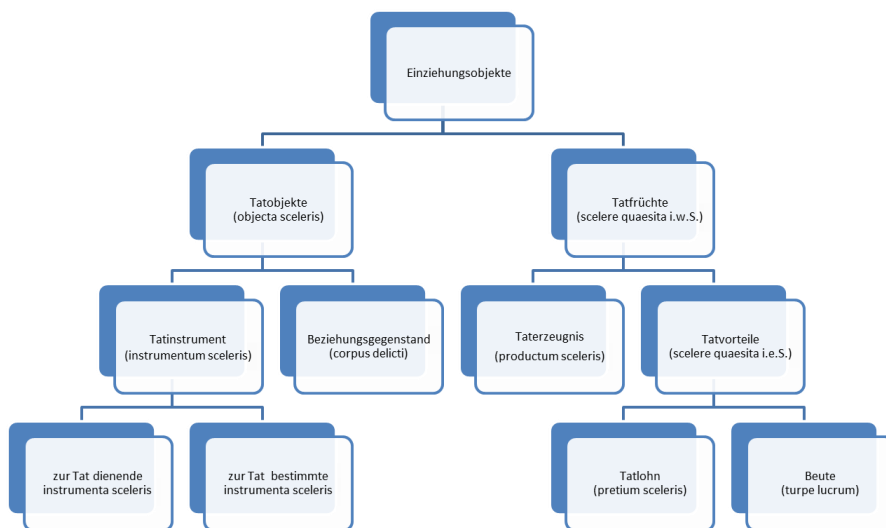 Einziehungsobjekte
Tatobjekte
(objecta sceleris)
Tatfrüchte
(scelere quaesita i.w.S.)
Tatinstrument
(instrumentum sceleris)
Beziehungsgegenstand
(corpus delicti)
Taterzeugnis
(productum sceleris)
Tatvorteile
(scelere quaesita i.e.S.)
zur Tat dienende
instrumenta sceleris
zur Tat bestimmte
instrumenta sceleris
Tatlohn
(pretium sceleris)
Beute
(turpe lucrum)